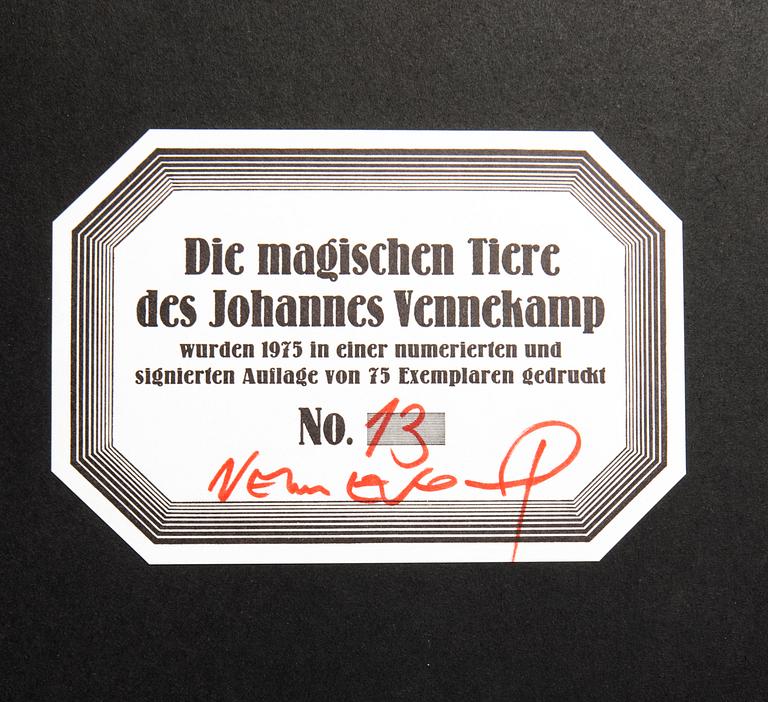 Die magischen Tiere
des Johannes Vennekamp
wurden 1975 in einer numerierten und
signierten Auflage von 75 Exemplaren gedruckt
No. 13